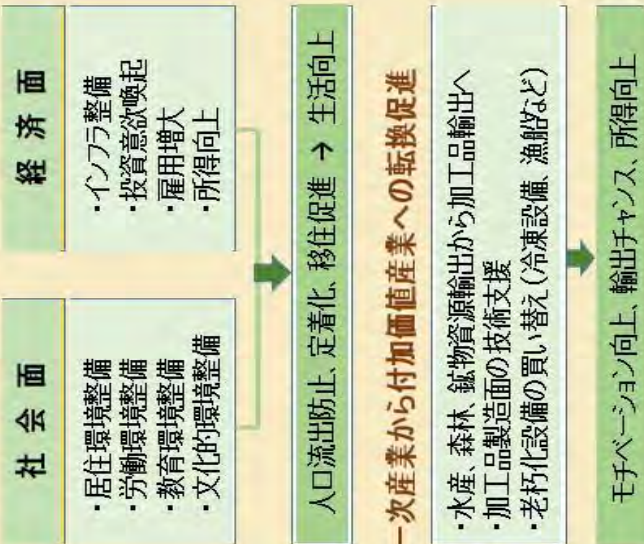 社会面
・居住環境整備
・労働環境整備
・教育環境整備
・文化的環境整備
経済面
・インフラ整備
・投資意欲喚起
・雇用増大
・所得向上
人口流出防止、定着化、移住促進 → 生活向上
一次産業から付加価値産業への転換促進
・水産、森林、鉱物資源輸出から加工品輸出へ
・加工品製造面の技術支援
・老朽化設備の買い替え（冷凍設備、漁船など）
モチベーション向上、輸出チャンス、所得向上